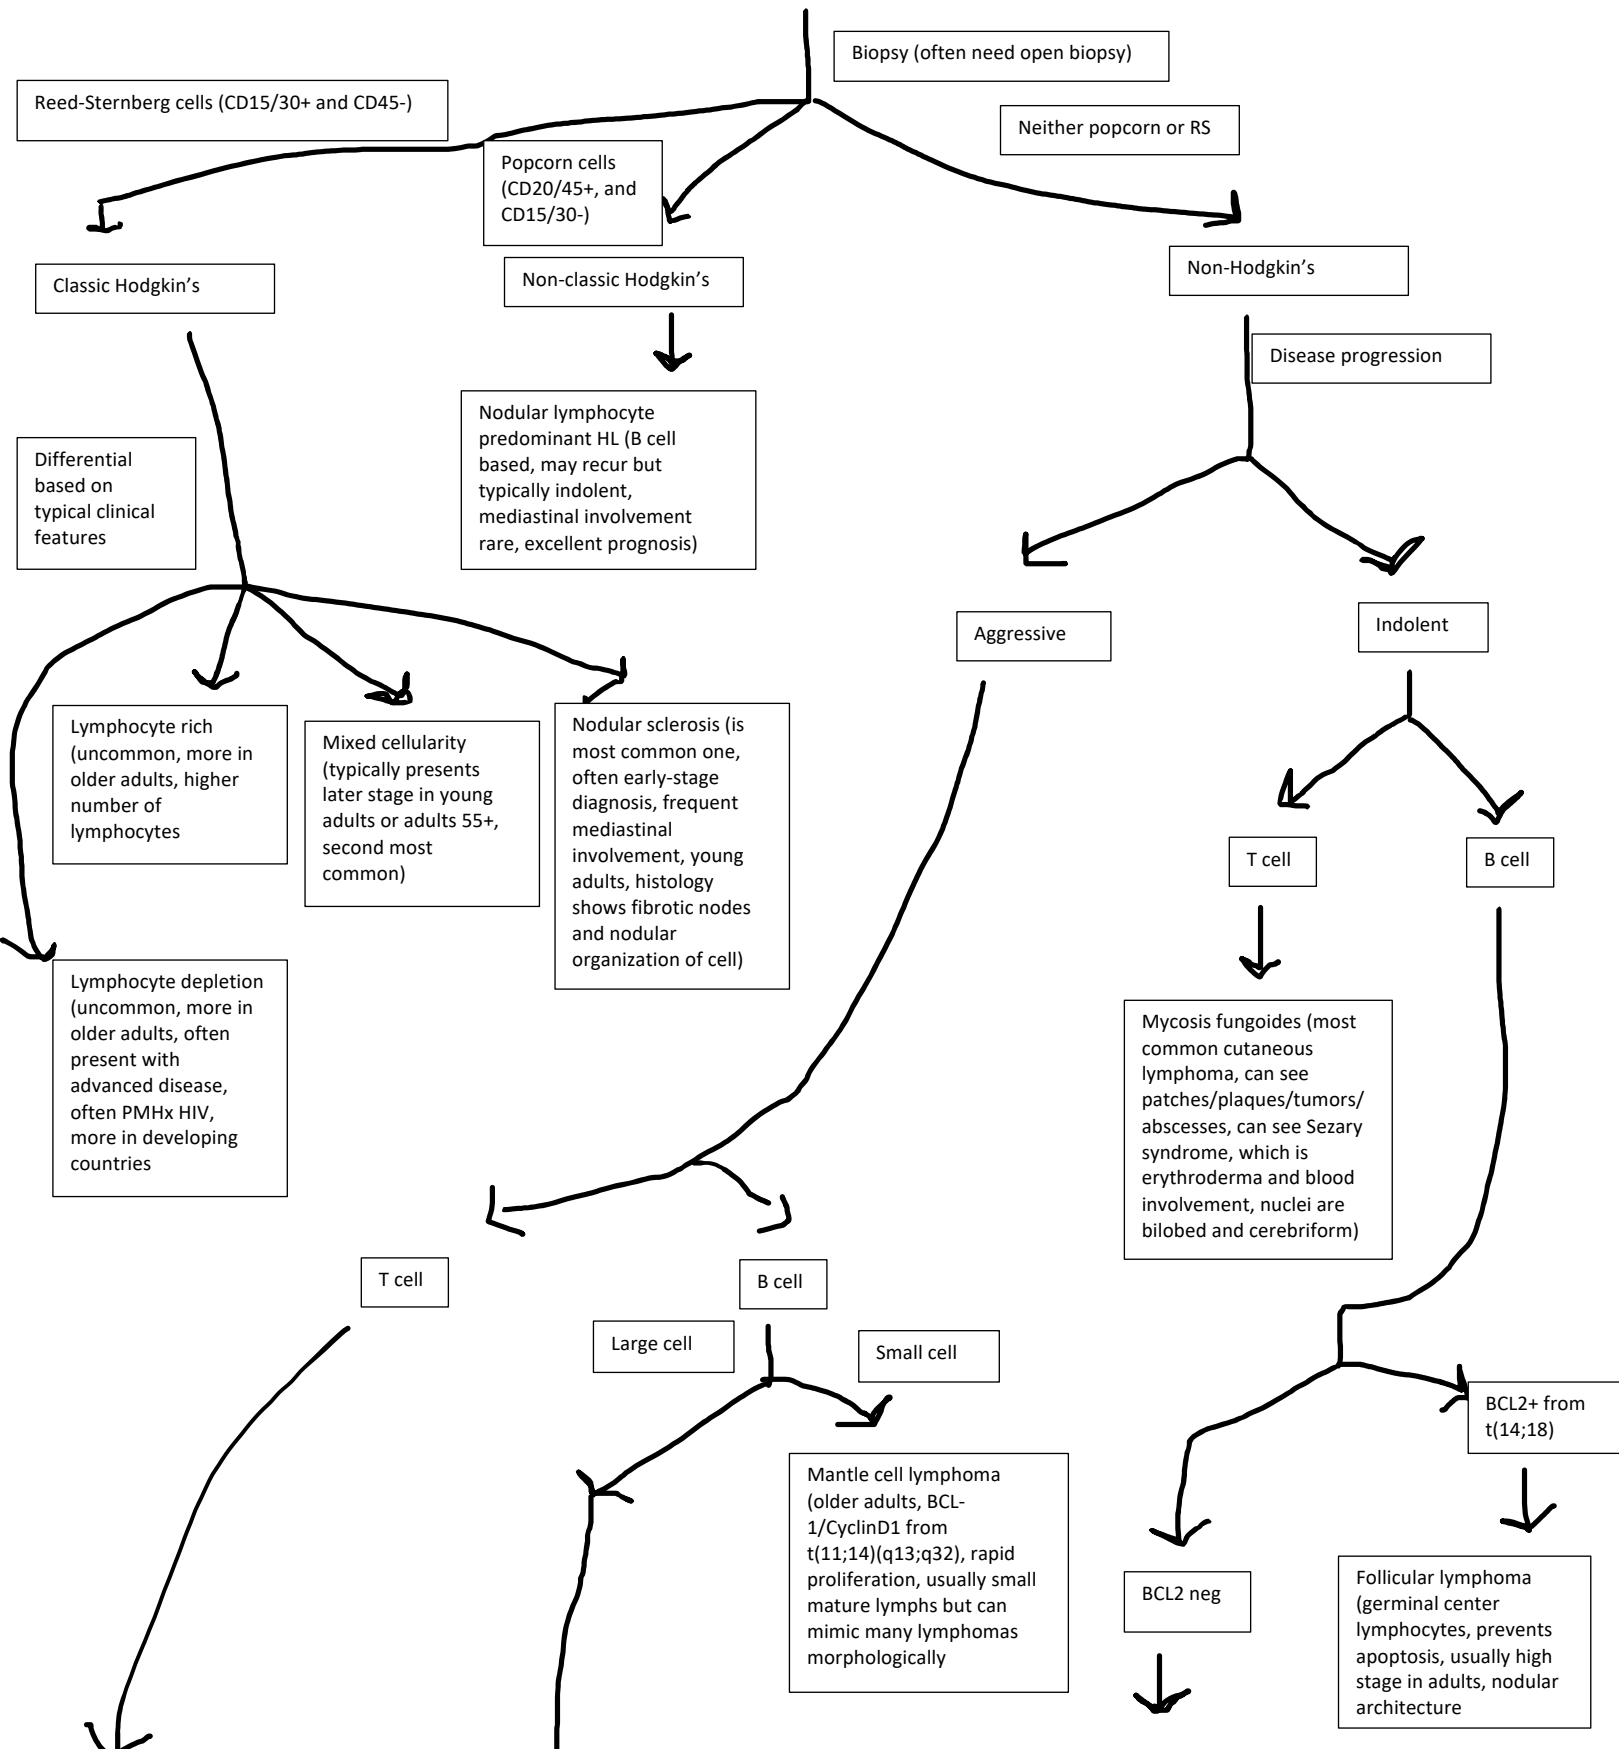 Biopsy (often need open biopsy)
Reed-Sternberg cells (CD15/30+ and CD45-)
Neither popcorn or RS
Popcorn cells
(CD20/45+, and
CD15/30-)
Classic Hodgkin's
Non-classic Hodgkin's
Non-Hodgkin's
Disease progression
Nodular lymphocyte
predominant HL (B cell
based, may recur but
typically indolent,
mediastinal involvement
rare, excellent prognosis)
Differential
based on
typical clinical
features
Aggressive
Indolent
Lymphocyte rich
(uncommon, more in
older adults, higher
number of
lymphocytes
Mixed cellularity
(typically presents
later stage in young
adults or adults 55+,
second most
common)
Nodular sclerosis (is
most common one,
often early-stage
diagnosis, frequent
mediastinal
involvement, young
adults, histology
shows fibrotic nodes
and nodular
organization of cell)
T cell
B cell
Lymphocyte depletion
(uncommon, more in
older adults, often
present with
advanced disease,
often PMHx HIV,
more in developing
countries
Mycosis fungoides (most
common cutaneous
lymphoma, can see
patches/plaques/tumors/
abscesses, can see Sezary
syndrome, which is
erythroderma and blood
involvement, nuclei are
bilobed and cerebriform)
T cell
B cell
Large cell
Small cell
BCL2+ from
t(14;18)
Mantle cell lymphoma
(older adults, BCL-
1/CyclinD1 from
t(11;14)(q13;q32), rapid
proliferation, usually small
mature lymphs but can
mimic many lymphomas
morphologically
BCL2 neg
Follicular lymphoma
(germinal center
lymphocytes, prevents
apoptosis, usually high
stage in adults, nodular
architecture